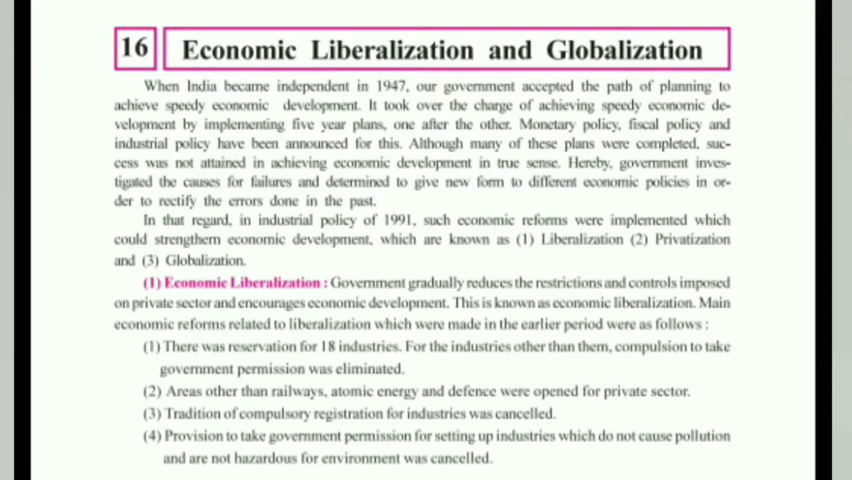 16 Economic Liberalization and Globalization
When India became independent in 1947, our government accepted the path of planning to
achieve speedy economic development. It took over the charge of achieving speedy economic de-
velopment by implementing five year plans, one after the other. Monetary policy, fiscal policy and
industrial policy have been announced for this. Although many of these plans were completed, suc-
cess was not attained in achieving economic development in true sense. Hereby, government inves-
tigated the causes for failures and determined to give new form to different economic policies in or-
der to rectify the errors done in the past.
In that regard, in industrial policy of 1991, such economic reforms were implemented which
could strengthem economic development, which are known as (1) Liberalization (2) Privatization
and (3) Globalization.
(1) Economic Liberalization : Government gradually reduces the restrictions and controls imposed
on private sector and encourages economic development. This is known as economic liberalization. Main
economic reforms related to liberalization which were made in the earlier period were as follows :
(1) There was reservation for 18 industries. For the industries other than them, compulsion to take
government permission was eliminated.
(2) Areas other than railways, atomic energy and defence were opened for private sector.
(3) Tradition of compulsory registration for industries was cancelled.
(4) Provision to take government permission for setting up industries which do not cause pollution
and are not hazardous for environment was cancelled.